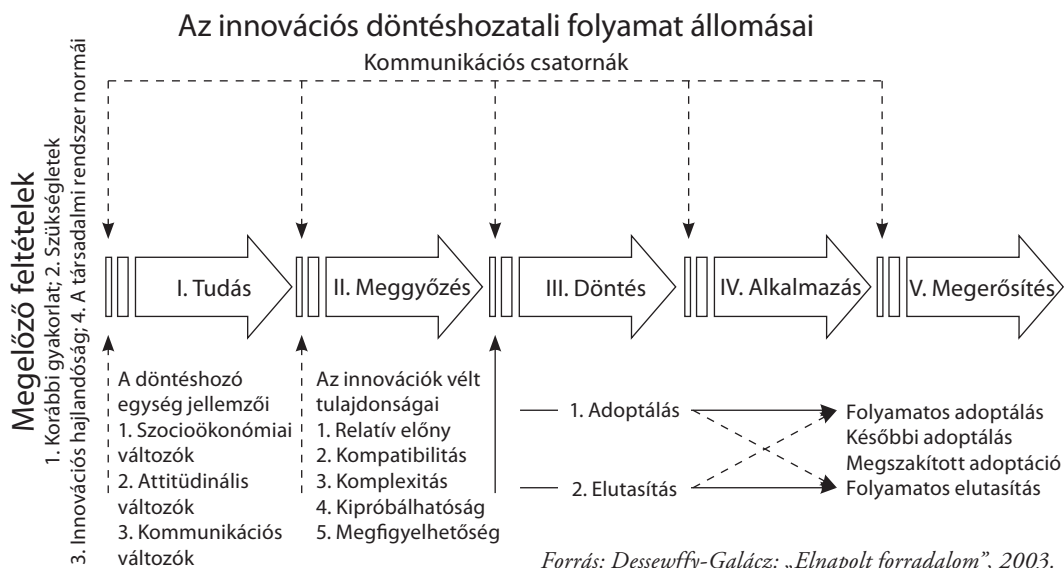 Az innovációs döntéshozatali folyamat állomásai
Kommunikációs csatornák
Megelőző feltételek
1. Korábbi gyakorlat; 2. Szükségletek
3. Innovációs hajlandóság; 4. A társadalmi rendszer normái
I. Tudás
II. Meggyőzés
III. Döntés
IV. Alkalmazás
V. Megerősítés
A döntéshozó
egység jellemzői
1. Szocioökonómiai
változók
2. Attitüdinális
változók
3. Kommunikációs
változók
Az innovációk vélt
tulajdonságai
1. Relatív előny
2. Kompatibilitás
3. Komplexitás
4. Kipróbálhatóság
5. Megfigyelhetőség
1. Adoptálás
2. Elutasítás
Folyamatos adoptálás
Későbbi adoptálás
Megszakított adoptáció
Folyamatos elutasítás
Forrás: Dessewffy-Galácz: „Elnapolt forradalom”, 2003.